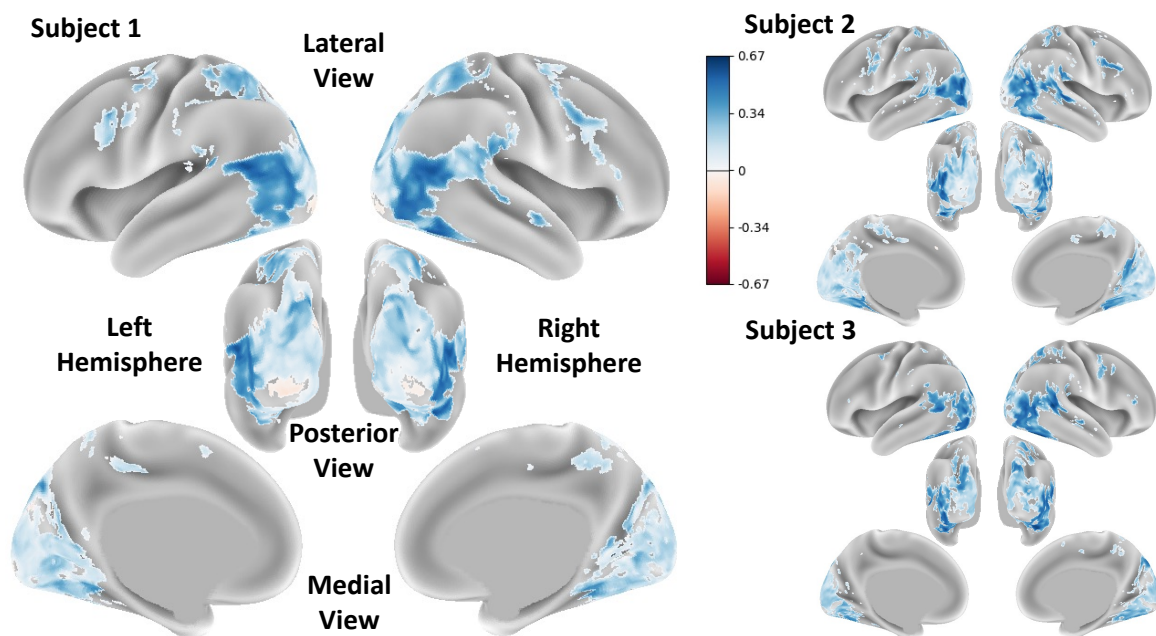 Subject 1
Lateral
View
Left
Hemisphere
Right
Hemisphere
Posterior
View
Medial
View
0.67
0.34
0
-0.34
-0.67
Subject 2
Subject 3